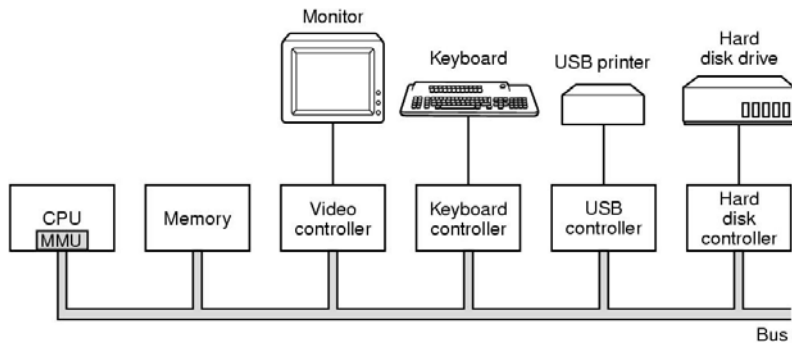 Monitor
Keyboard
USB printer
Hard
disk drive
CPU
MMU
Memory
Video
controller
Keyboard
controller
USB
controller
Hard
disk
controller
Bus